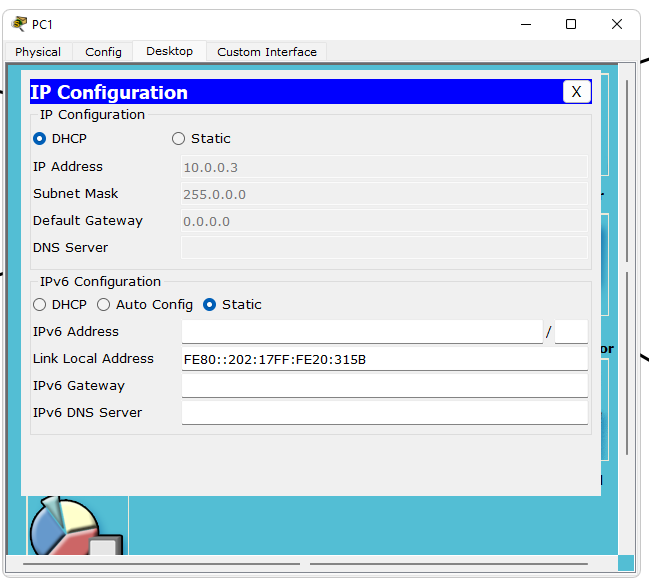 PC1
Physical Config Desktop Custom Interface
IP Configuration X
IP Configuration
DHCP Static
IP Address 10.0.0.3
Subnet Mask 255.0.0.0
Default Gateway 0.0.0.0
DNS Server
IPv6 Configuration
DHCP Auto Config Static
IPv6 Address /
Link Local Address FE80::202:17FF:FE20:315B
IPv6 Gateway
IPv6 DNS Server
or